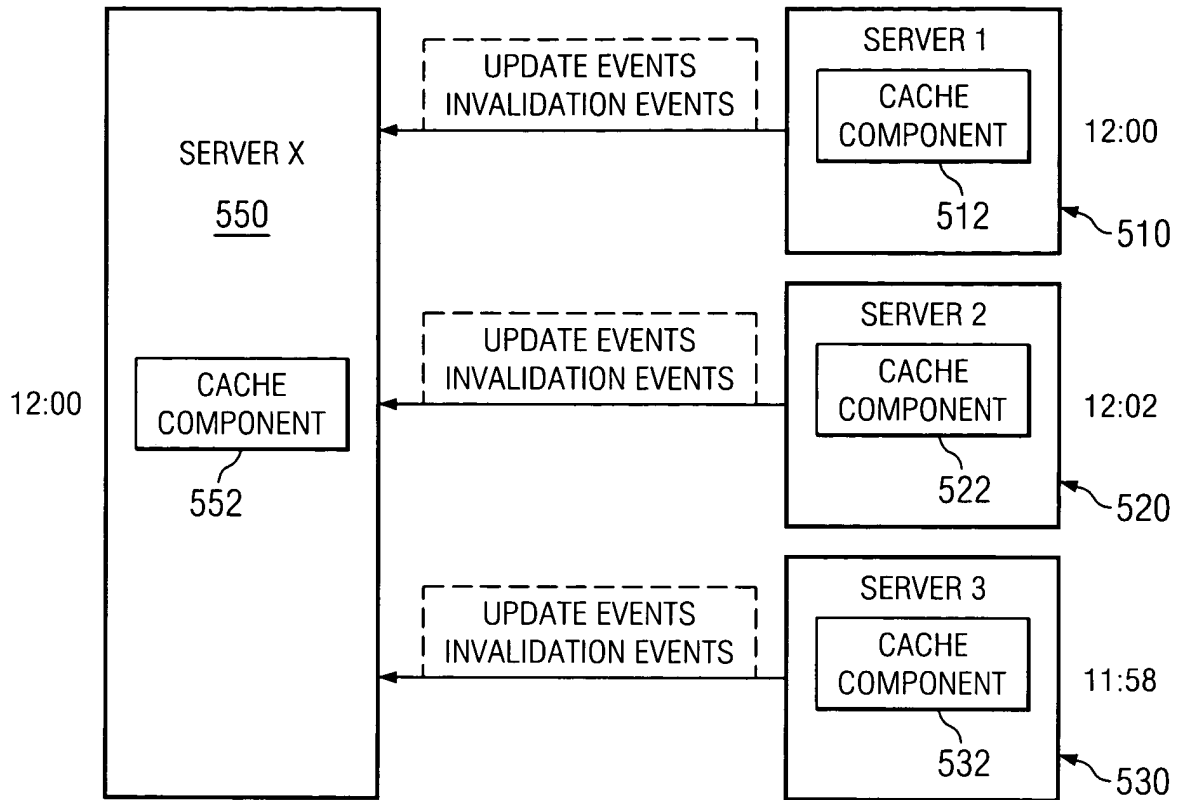 UPDATE EVENTS
INVALIDATION EVENTS
SERVER 1
CACHE
COMPONENT
12:00
512
510
SERVER X
550
UPDATE EVENTS
INVALIDATION EVENTS
SERVER 2
CACHE
COMPONENT
12:02
522
520
12:00
CACHE
COMPONENT
552
UPDATE EVENTS
INVALIDATION EVENTS
SERVER 3
CACHE
COMPONENT
11:58
532
530